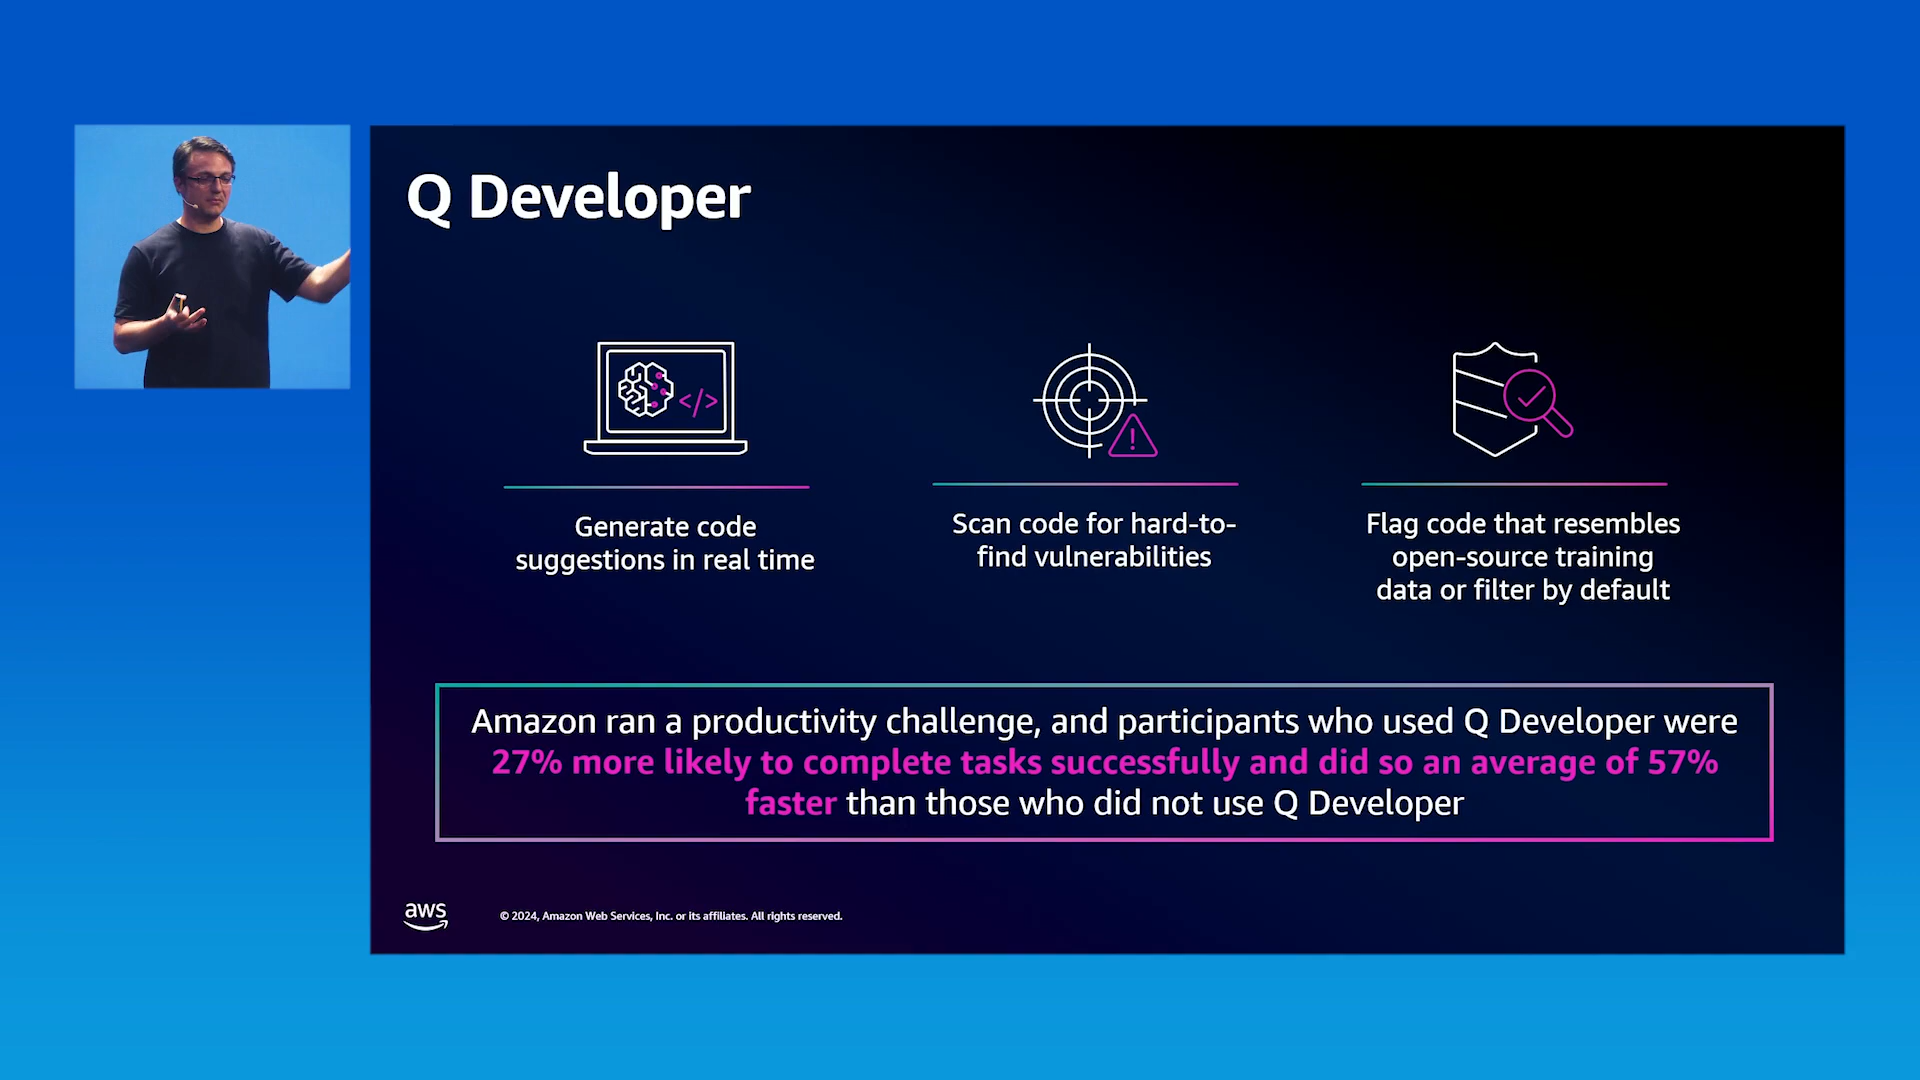 Q Developer
</>
Generate code
suggestions in real time
Scan code for hard-to-
find vulnerabilities
Flag code that resembles
open-source training
data or filter by default
Amazon ran a productivity challenge, and participants who used Q Developer were
27% more likely to complete tasks successfully and did so an average of 57%
faster than those who did not use Q Developer
aws
© 2024, Amazon Web Services, Inc. or its affiliates. All rights reserved.